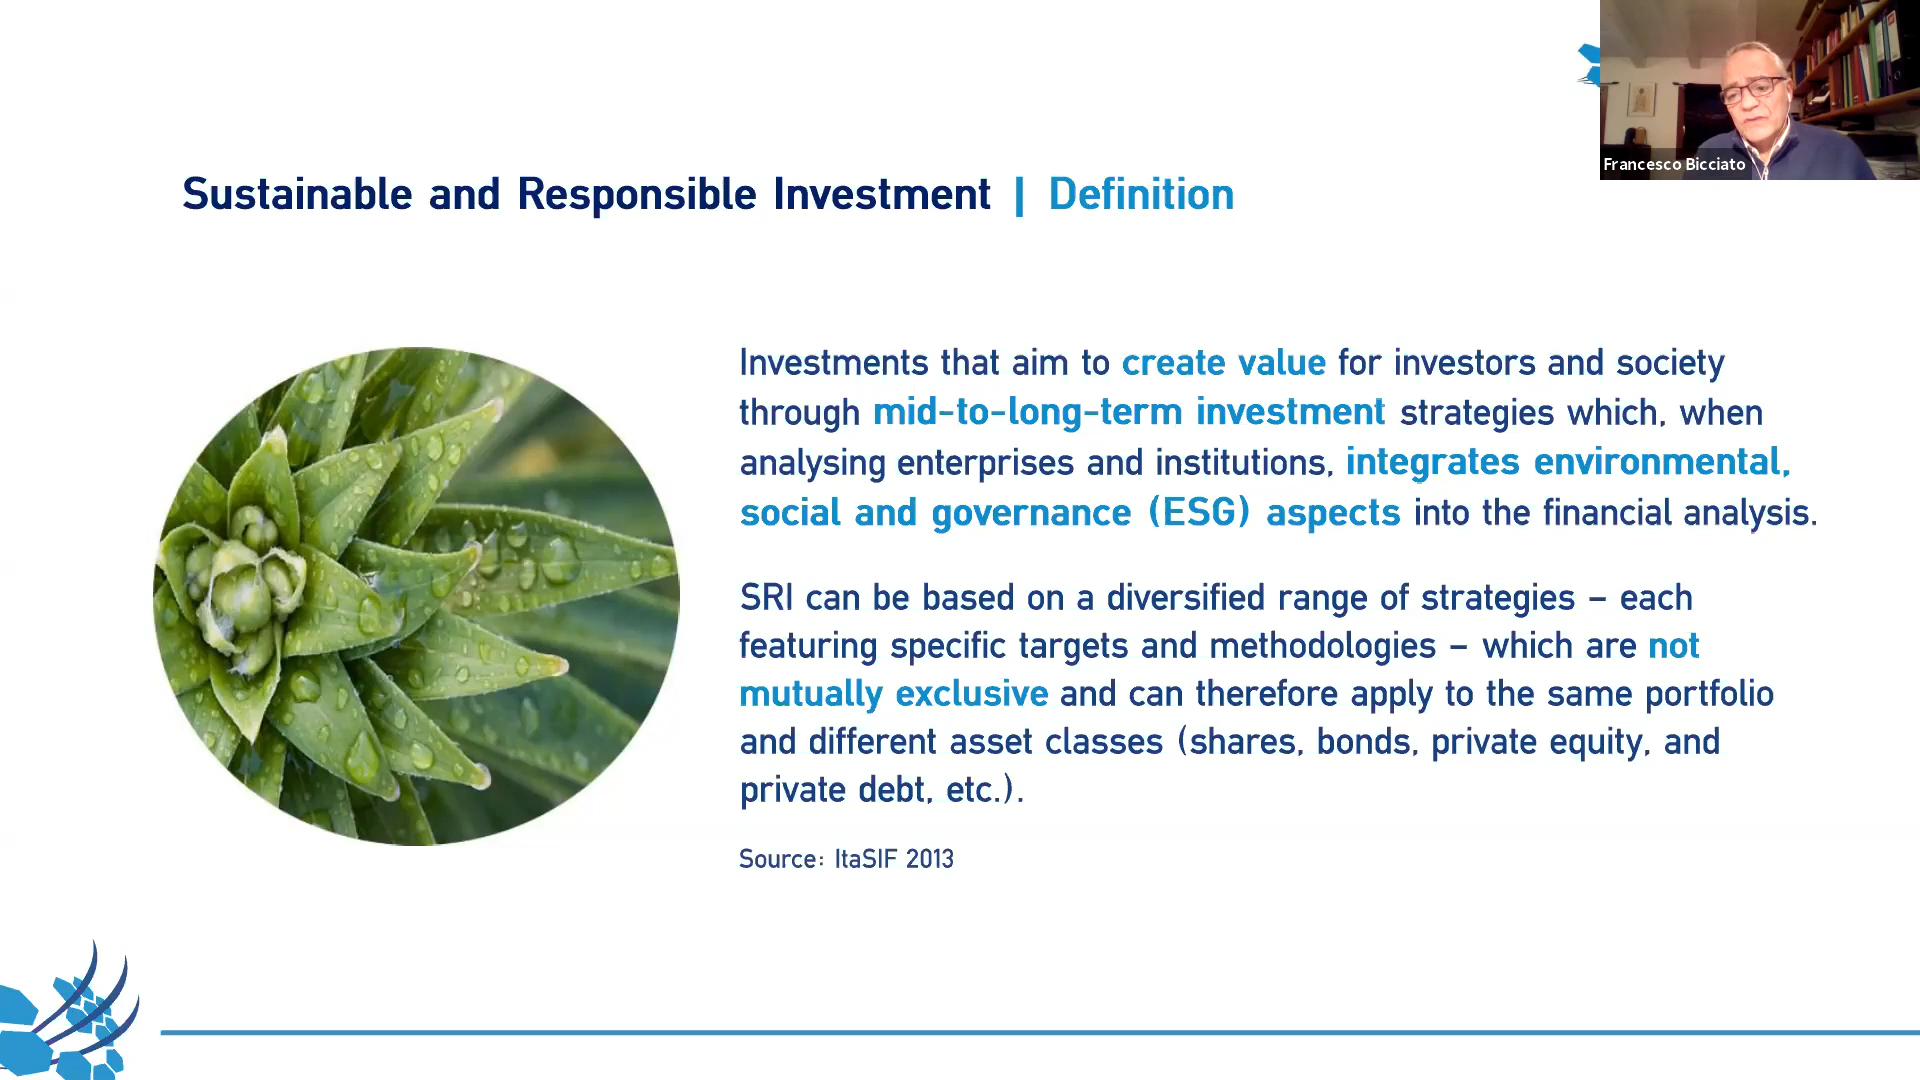 Francesco Bicciato
Sustainable and Responsible Investment | Definition
Investments that aim to create value for investors and society
through mid-to-long-term investment strategies which, when
analysing enterprises and institutions, integrates environmental,
social and governance (ESG) aspects into the financial analysis.
SRI can be based on a diversified range of strategies – each
featuring specific targets and methodologies – which are not
mutually exclusive and can therefore apply to the same portfolio
and different asset classes (shares, bonds, private equity, and
private debt, etc.).
Source: ItaSIF 2013